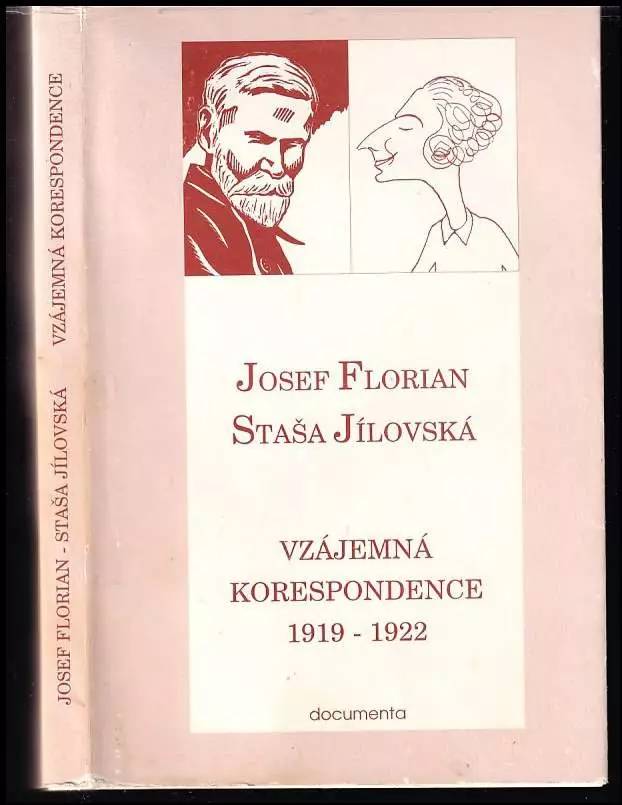 JOSEF FLORIAN - STAŠA JÍLOVSKÁ VZÁJEMNÁ KORESPONDENCE
JOSEF FLORIAN
STAŠA JÍLOVSKÁ
VZÁJEMNÁ
KORESPONDENCE
1919 - 1922
documenta